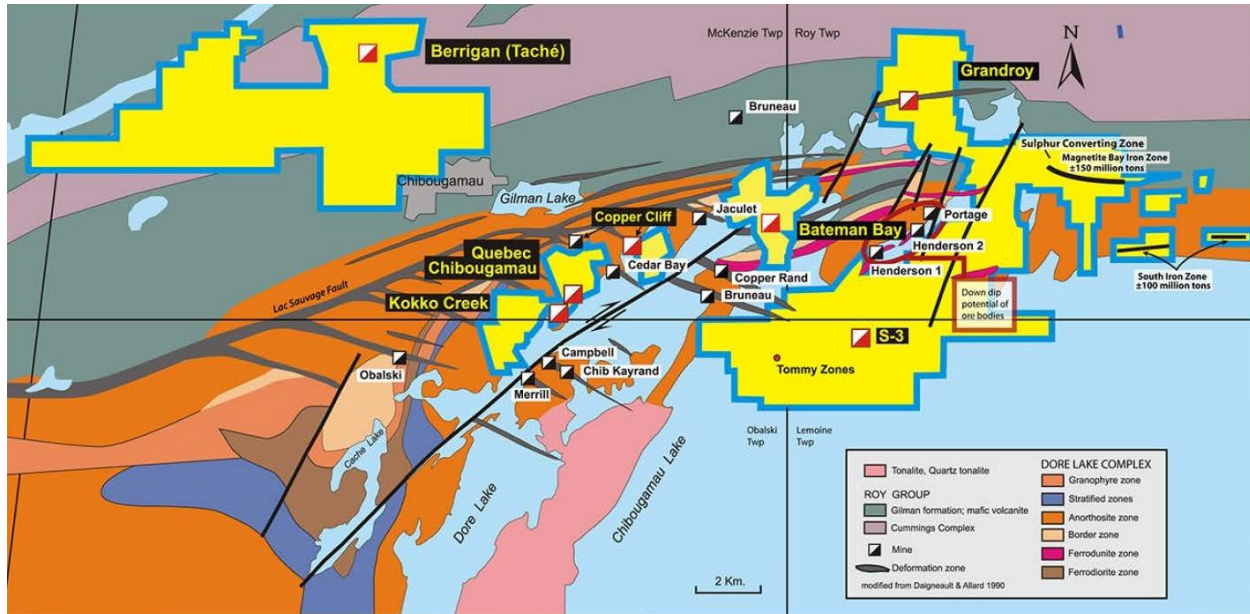 McKenzie Twp
Roy Twp
N
Berrigan (Taché)
Grandroy
Bruneau
Sulphur Converting Zone
Magnetite Bay Iron Zone
±150 million tons
Chibougamau
Gilman Lake
Copper Cliff
Jaculet
Portage
Bateman Bay
Henderson 2
Quebec
Chibougamau
Cedar Bay
Henderson 1
Copper Rand
South Iron Zone
±100 million tons
Lac Sauvage Fault
Kokko Creek
Bruneau
Down dip
potential of
ore bodies
S-3
Obalski
Campbell
Chib Kayrand
Tommy Zones
Merrill
Obalski
Twp
Lemoine
Twp
Cache Lake
Dore Lake
Chibougamau Lake
Tonalite, Quartz tonalite
ROY GROUP
Gilman formation; mafic volcanite
Cummings Complex
Mine
Deformation zone
modified from Daigneault & Allard 1990
DORE LAKE COMPLEX
Granophyre zone
Stratified zones
Anorthosite zone
Border zone
Ferrodunite zone
Ferrodiorite zone
2 Km.